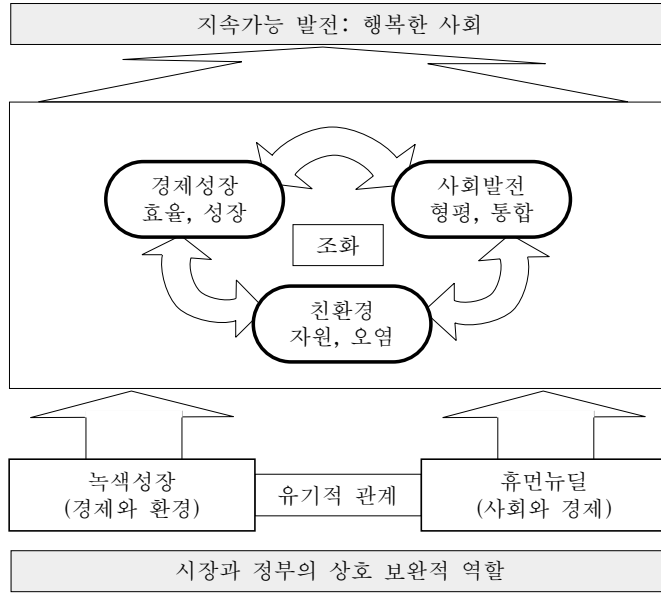 지속가능 발전: 행복한 사회
경제성장
효율, 성장
사회발전
형평, 통합
조화
친환경
자원, 오염
녹색성장
(경제와 환경)
유기적 관계
휴먼뉴딜
(사회와 경제)
시장과 정부의 상호 보완적 역할